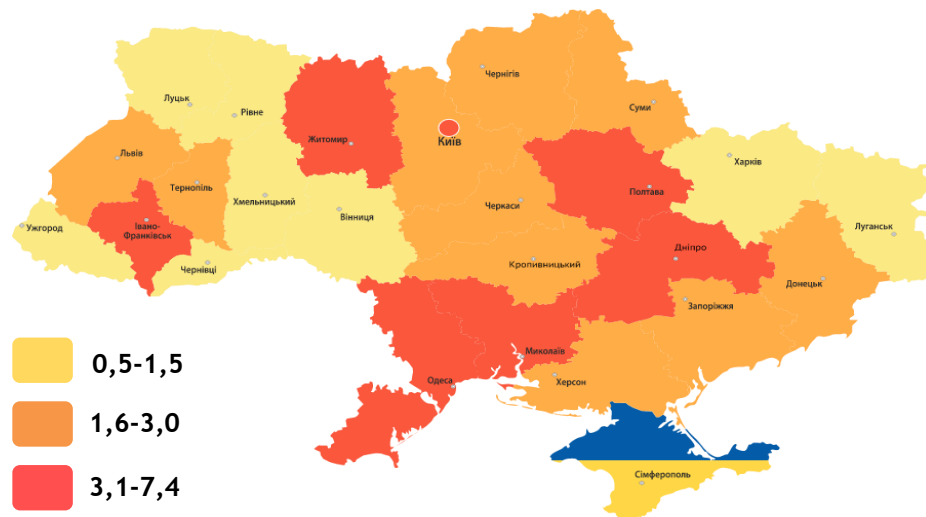 Чернігів
Луцьк
Рівне
Суми
Житомир
Київ
Львів
Харків
Тернопіль
Полтава
Хмельницький
Черкаси
Вінниця
Ужгород
Івано-
Франківськ
Луганськ
Дніпро
Чернівці
Кропивницький
Донецьк
Запоріжжя
Миколаїв
0,5-1,5
Одеса
Херсон
1,6-3,0
Сімферополь
3,1-7,4